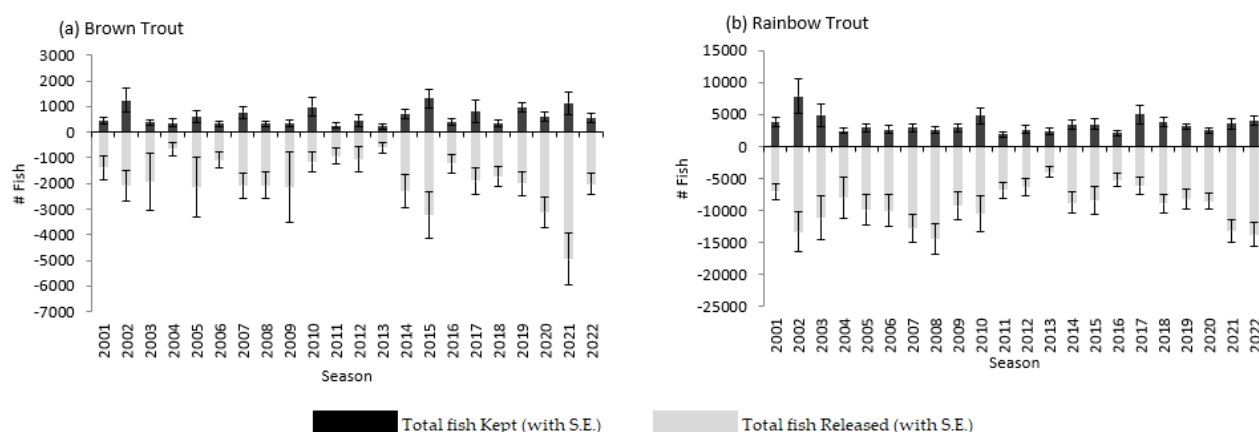 (a) Brown Trout
3000
2000
1000
0
-1000
-2000
-3000
-4000
-5000
-6000
-7000
# Fish
2001 2002 2003 2004 2005 2006 2007 2008 2009 2010 2011 2012 2013 2014 2015 2016 2017 2018 2019 2020 2021 2022
Season
(b) Rainbow Trout
15000
10000
5000
0
-5000
-10000
-15000
-20000
-25000
# Fish
2001 2002 2003 2004 2005 2006 2007 2008 2009 2010 2011 2012 2013 2014 2015 2016 2017 2018 2019 2020 2021 2022
Season
Total fish Kept (with S.E.)
Total fish Released (with S.E.)